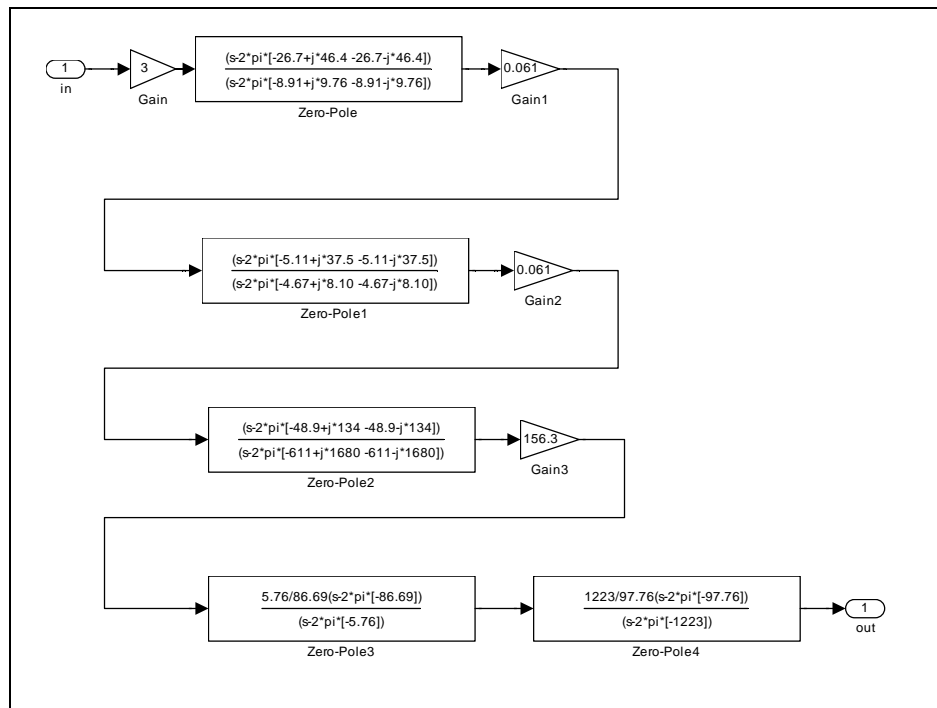 1
in
3
Gain
(s-2*pi*[-26.7+j*46.4 -26.7-j*46.4])
(s-2*pi*[-8.91+j*9.76 -8.91-j*9.76])
Zero-Pole
0.061
Gain1
(s-2*pi*[-5.11+j*37.5 -5.11-j*37.5])
(s-2*pi*[-4.67+j*8.10 -4.67-j*8.10])
Zero-Pole1
0.061
Gain2
(s-2*pi*[-48.9+j*134 -48.9-j*134])
(s-2*pi*[-611+j*1680 -611-j*1680])
Zero-Pole2
156.3
Gain3
5.76/86.69(s-2*pi*[-86.69])
(s-2*pi*[-5.76])
Zero-Pole3
1223/97.76(s-2*pi*[-97.76])
(s-2*pi*[-1223])
Zero-Pole4
1
out